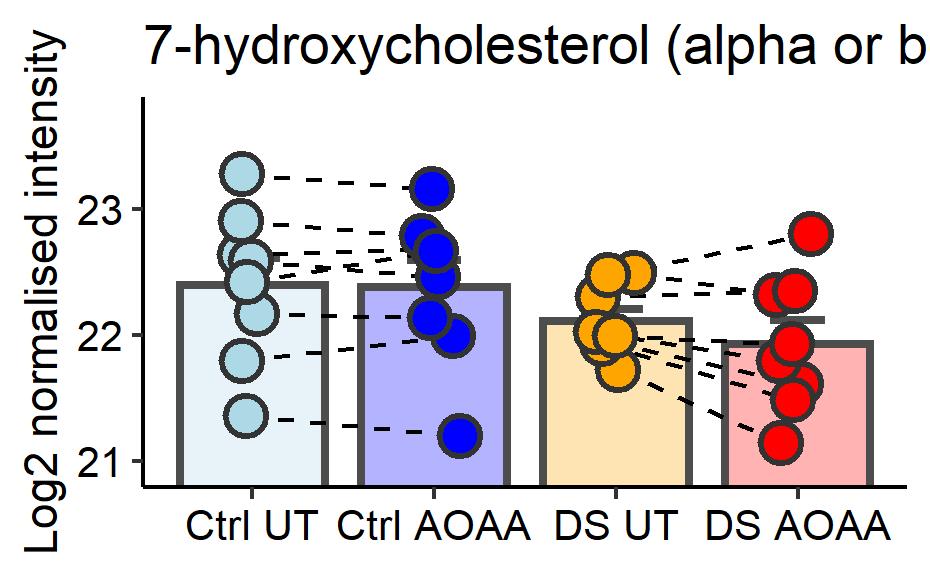 7-hydroxycholesterol (alpha or b
Log2 normalised intensity
23
22
21
Ctrl UT Ctrl AOAA DS UT DS AOAA